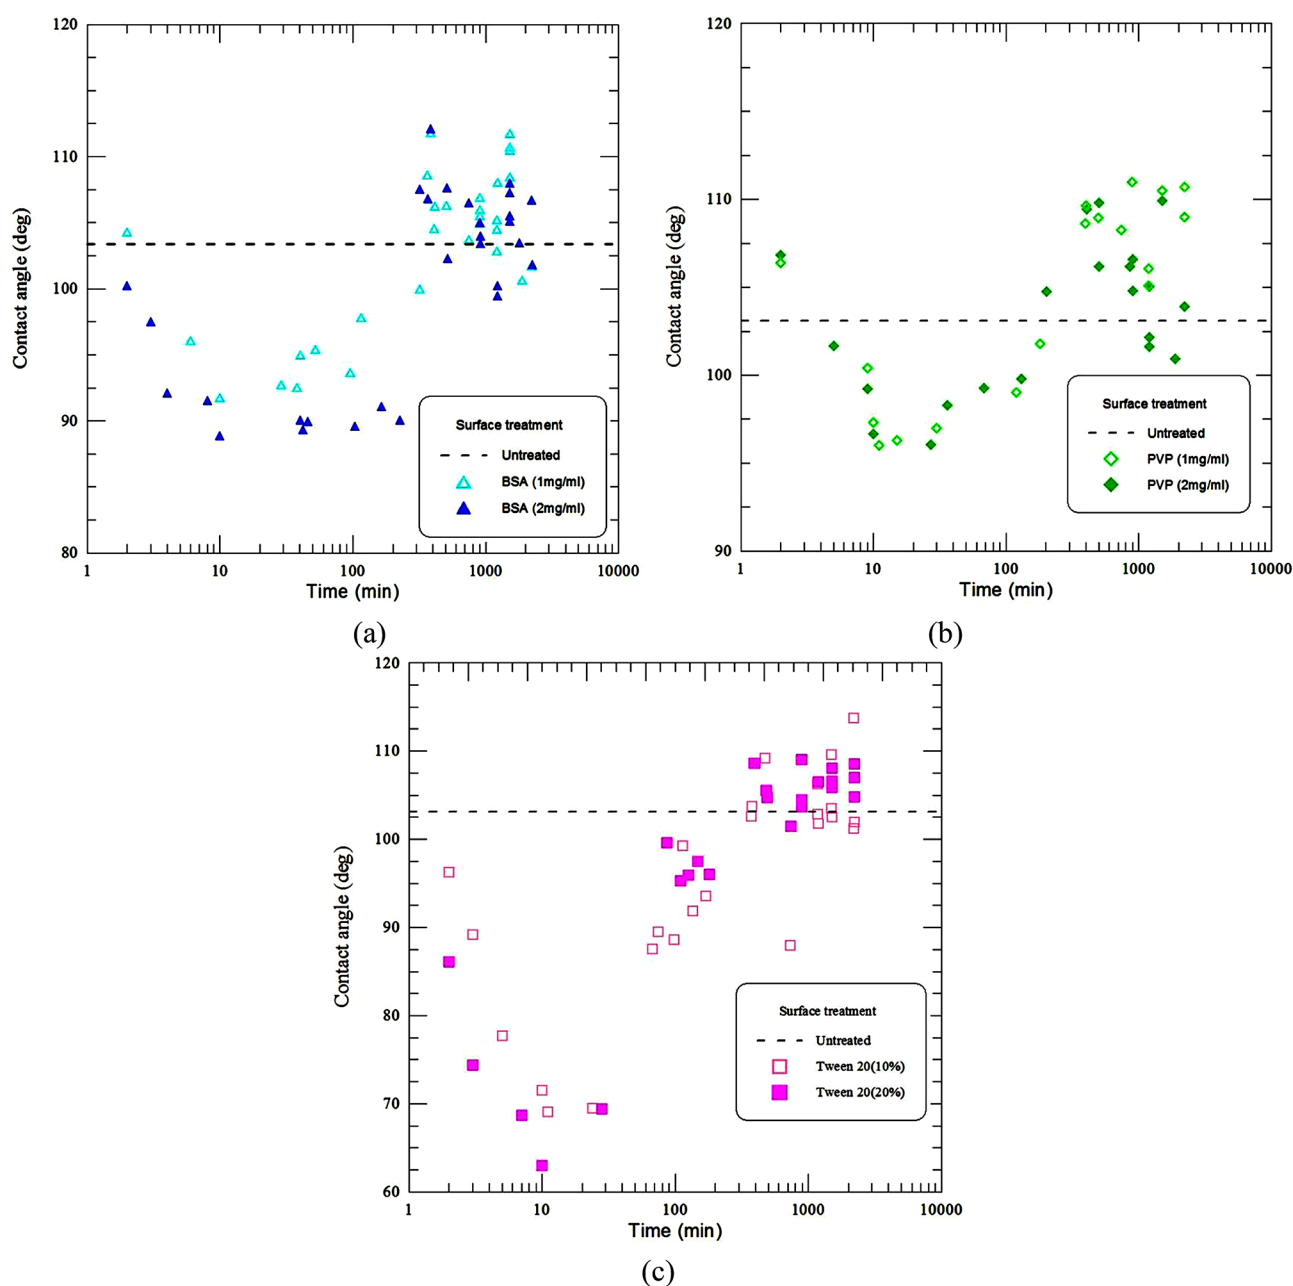 120
110
100
90
80
Contact angle (deg)
Surface treatment
Untreated
BSA (1mg/ml)
BSA (2mg/ml)
1 10 100 1000 10000
Time (min)
(a)
120
110
100
90
Contact angle (deg)
Surface treatment
Untreated
PVP (1mg/ml)
PVP (2mg/ml)
1 10 100 1000 10000
Time (min)
(b)
120
110
100
90
80
70
60
Contact angle (deg)
Surface treatment
Untreated
Tween 20(10%)
Tween 20(20%)
1 10 100 1000 10000
Time (min)
(c)